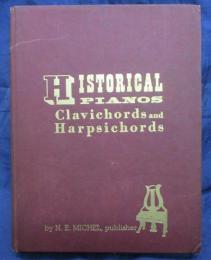 HISTORICAL
PIANOS
Clavichords and
Harpsichords
by N. E. MICHEL, publisher